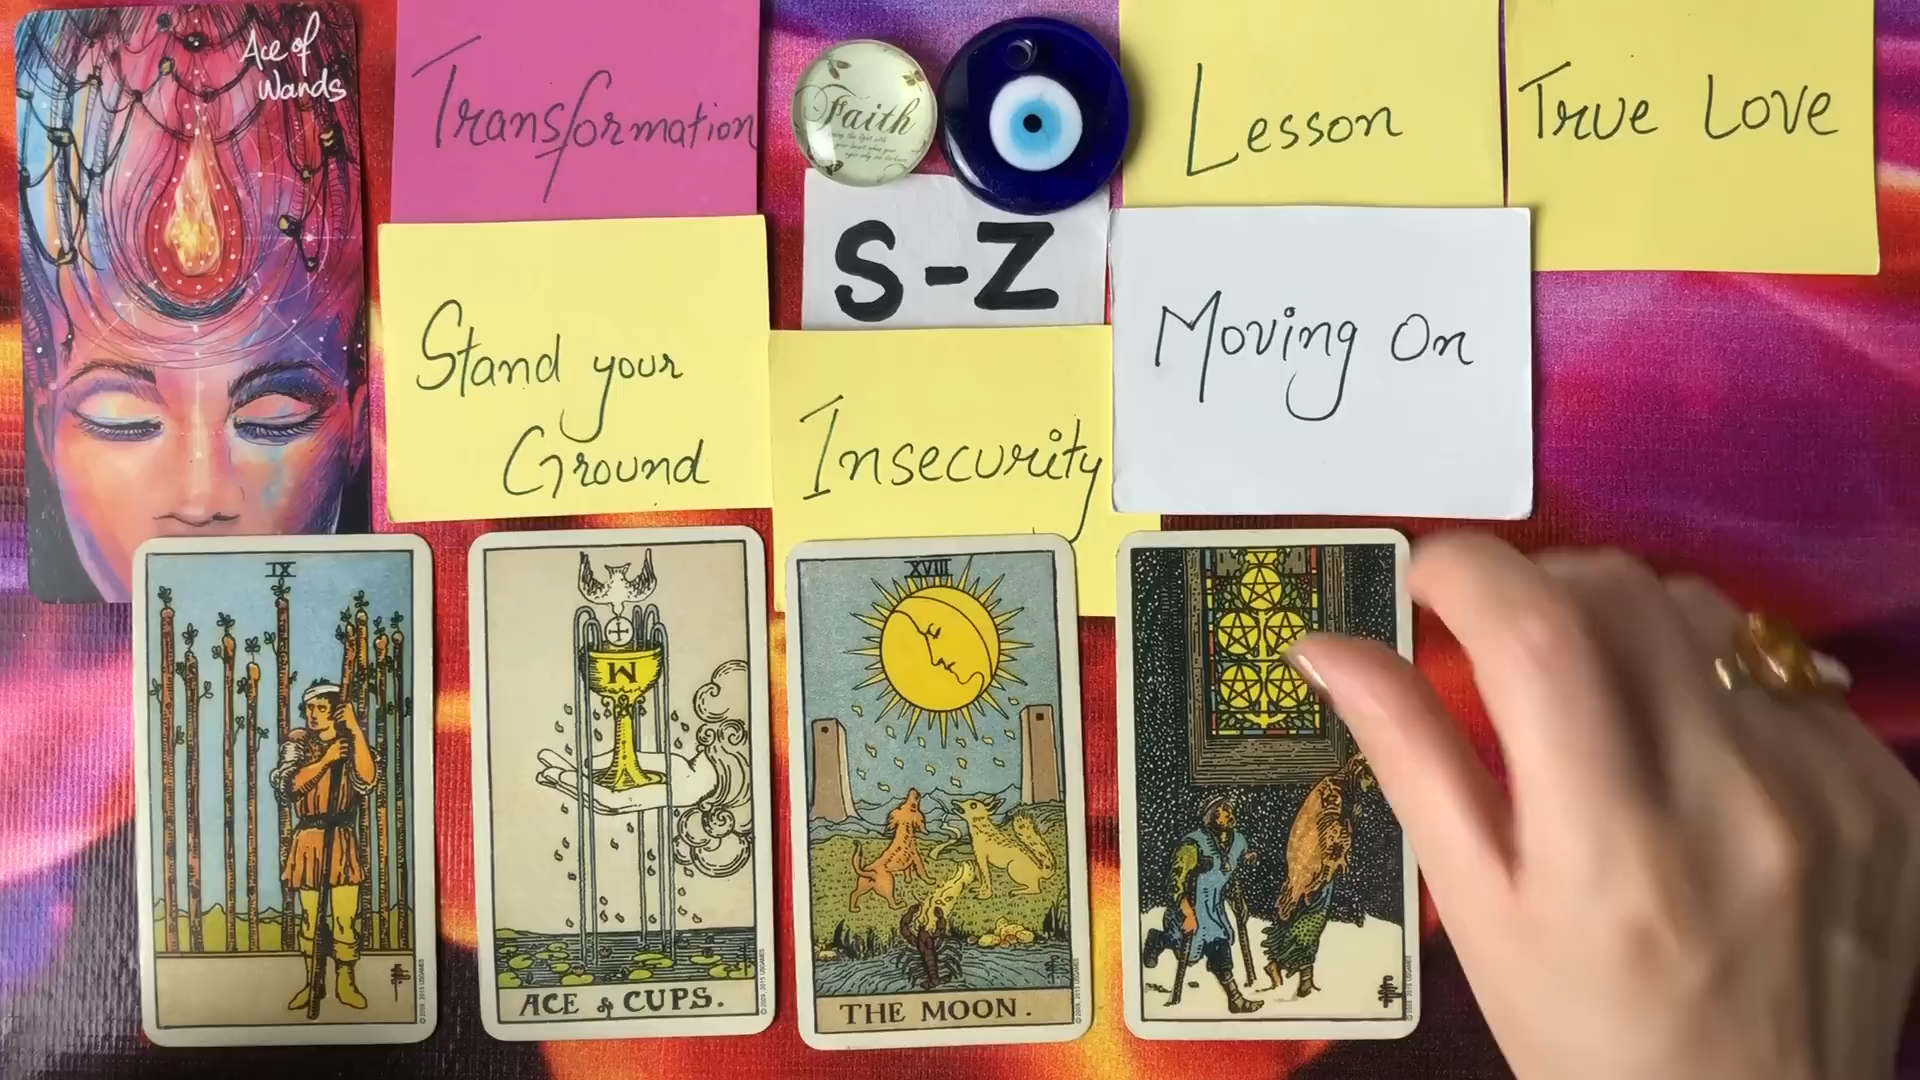 Ace of
Wands
Transformation
Faith
Lesson
True Love
S-Z
Stand your
Ground
Insecurity
Moving On
IX
XVIII
ACE of CUPS.
THE MOON.